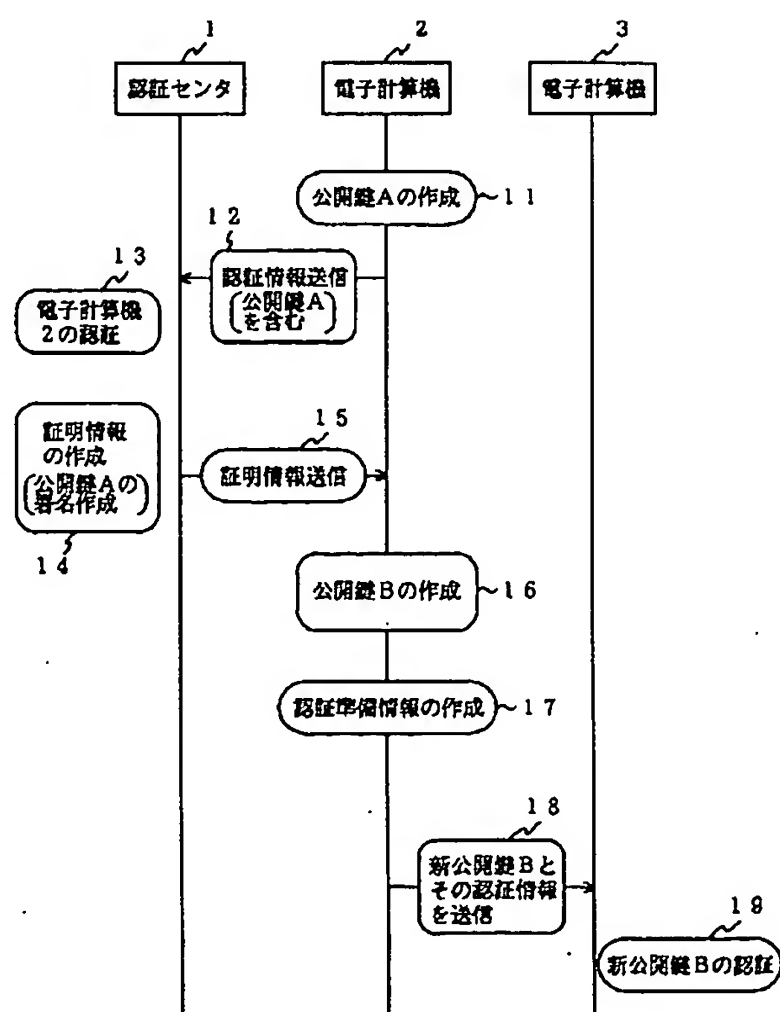 1
2
3
認証センタ
電子計算機
電子計算機
公開鍵Aの作成
11
12
認証情報送信
(公開鍵A
を含む)
13
電子計算機
2の認証
証明情報
の作成
(公開鍵Aの
署名作成)
14
15
証明情報送信
公開鍵Bの作成
16
認証準備情報の作成
17
18
新公開鍵Bと
その認証情報
を送信
19
新公開鍵Bの認証